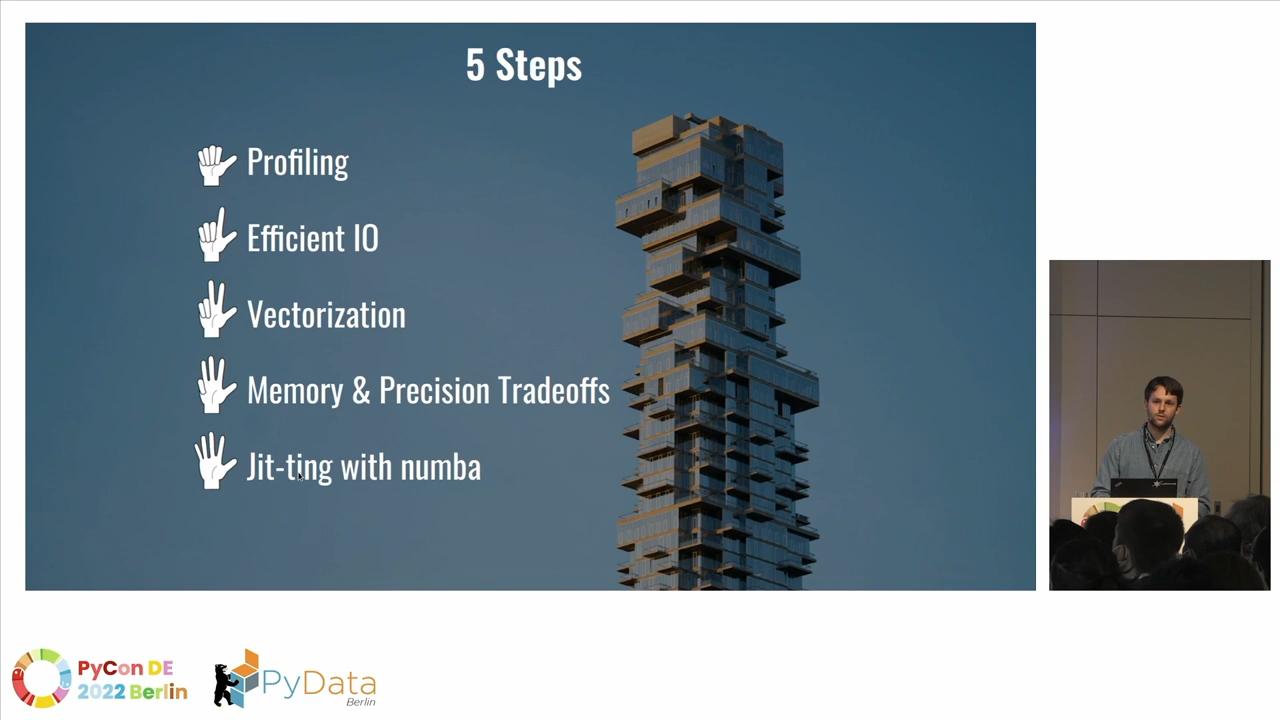 5 Steps
Profiling
Efficient IO
Vectorization
Memory & Precision Tradeoffs
Jit-ting with numba
PyCon DE
2022 Berlin
PyData
Berlin